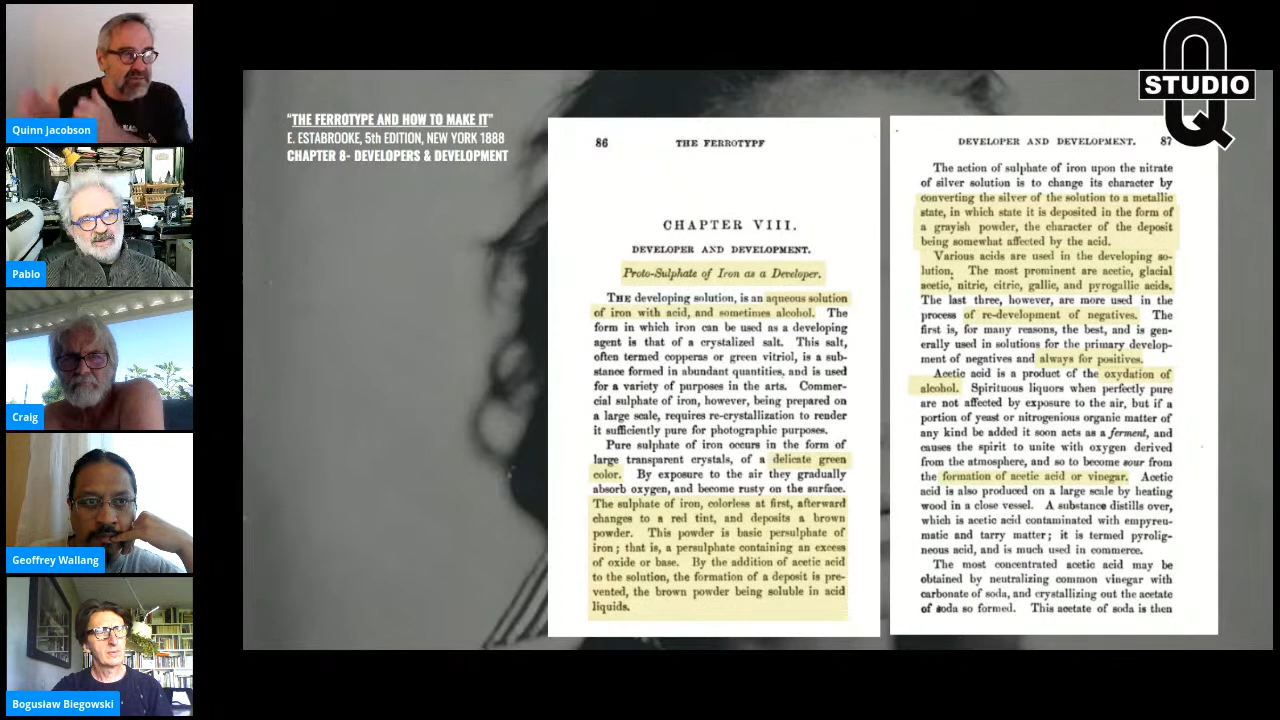 Quinn Jacobson
Pablo
Craig
Geoffrey Wallang
Bogusław Biegowski
"THE FERROTYPE AND HOW TO MAKE IT"
E. ESTABROOKE, 5th EDITION, NEW YORK 1888
CHAPTER 8- DEVELOPERS & DEVELOPMENT
86 THE FERROTYPF
CHAPTER VIII.
DEVELOPER AND DEVELOPMENT.
Proto-Sulphate of Iron as a Developer.
THE developing solution, is an aqneous solution
of iron with acid, and sometimes alcohol. The
form in which iron can be used as a developing
agent is that of a crystalized salt. This salt,
often termed copperas or green vitriol, is a sub-
stance formed in abundant quantities, and is used
for a variety of purposes in the arts. Commer-
cial sulphate of iron, however, being prepared on
a large scale, requires re-crystallization to render
it sufficiently pure for photographic purposes.
Pure sulphate of iron occurs in the form of
large transparent crystals, of a delicate green
color. By exposure to the air they gradually
absorb oxygen, and become rusty on the surface.
The sulphate of iron, colorless at first, afterward
changes to a red tint, and deposits a brown
powder. This powder is basic persulphate of
iron; that is, a persulphate containing an excess
of oxide or base. By the addition of acetic acid
to the solution, the formation of a deposit is pre-
vented, the brown powder being soluble in acid
liquids.
DEVELOPER AND DEVELOPMENT. 87
The action of sulphate of iron upon the nitrate
of silver solution is to change its character by
converting the silver of the solution to a metallic
state, in which state it is deposited in the form of
a grayish powder, the character of the deposit
being somewhat affected by the acid.
Various acids are used in the developing so-
lution. The most prominent are acetic, glacial
acetic, nitric, citric, gallic, and pyrogallic acids.
The last three, however, are more used in the
process of re-development of negatives. The
first is, for many reasons, the best, and is gen-
erally used in solutions for the primary develop-
ment of negatives and always for positives.
Acetic acid is a product of the oxydation of
alcohol. Spirituous liquors when perfectly pure
are not affected by exposure to the air, but if a
portion of yeast or nitrogenious organic matter of
any kind be added it soon acts as a ferment, and
causes the spirit to unite with oxygen derived
from the atmosphere, and so to become sour from
the formation of acetic acid or vinegar. Acetic
acid is also produced on a large scale by heating
wood in a close vessel. A substance distills over,
which is acetic acid contaminated with empyreu-
matic and tarry matter; it is termed pyrolig-
neous acid, and is much used in commerce.
The most concentrated acetic acid may be
obtained by neutralizing common vinegar with
carbonate of soda, and crystallizing out the acetate
of soda so formed. This acetate of soda is then
STUDIO
Q